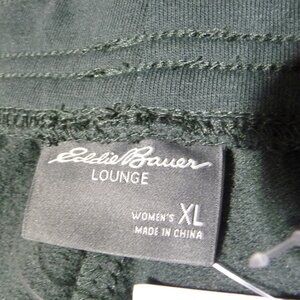 Eddie Bauer
LOUNGE
WOMEN'S XL
MADE IN CHINA